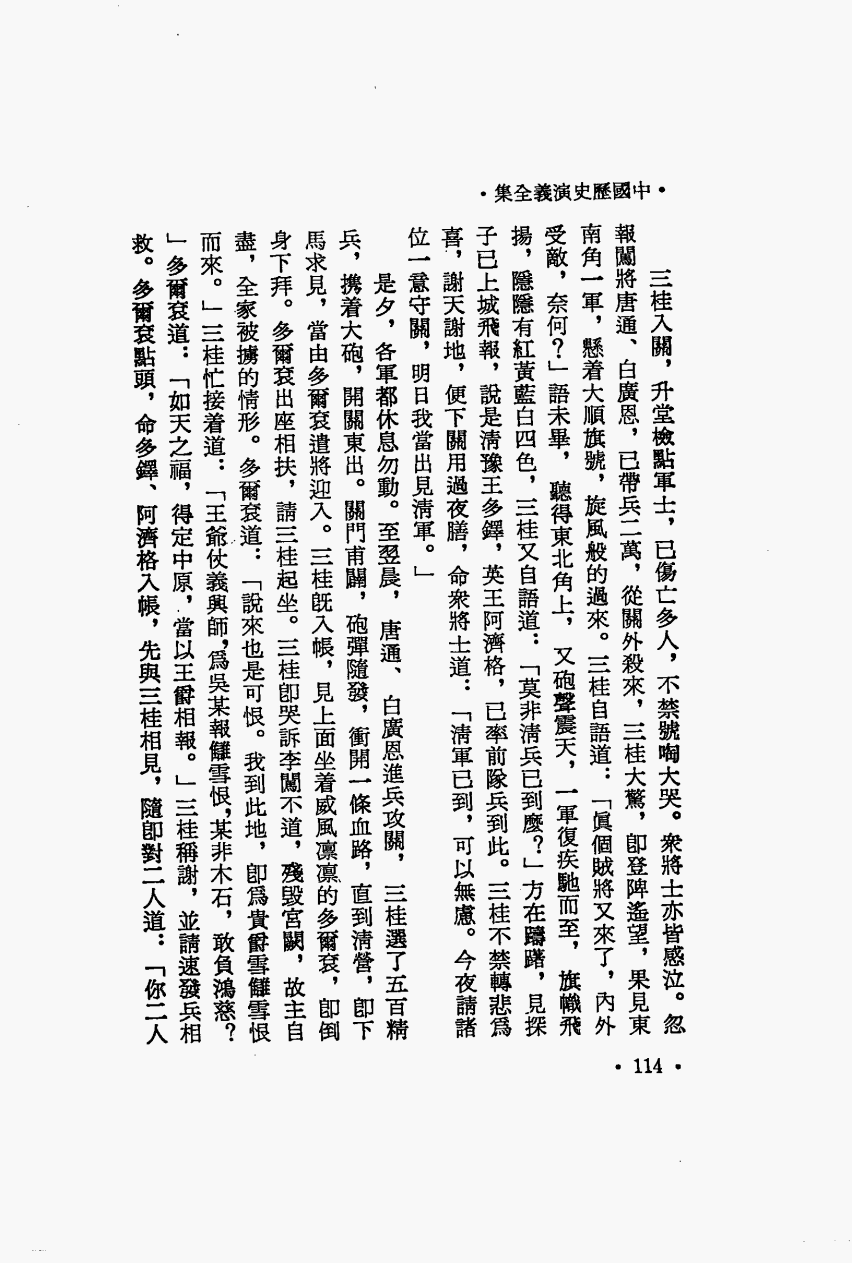 •中國歷史演義全集•
三桂入關，升堂檢點軍士，已傷亡多人，不禁號啕大哭。衆將士亦皆感泣。忽
報闖將唐通、白廣恩，已帶兵二萬，從關外殺來，三桂大驚，卽登陴遙望，果見東
南角一軍，懸着大順旗號，旋風般的過來。三桂自語道：「眞個賊將又來了，內外
受敵，奈何？」語未畢，聽得東北角上，又砲聲震天，一軍復疾馳而至，旗幟飛
揚，隱隱有紅黃藍白四色，三桂又自語道：「莫非淸兵已到麼？」方在躊躇，見探
子已上城飛報，說是淸豫王多鐸，英王阿濟格，已率前隊兵到此。三桂不禁轉悲爲
喜，謝天謝地，便下關用過夜膳，命衆將士道：「淸軍已到，可以無慮。今夜請諸
位一意守關，明日我當出見淸軍。」
是夕，各軍都休息勿動。至翌晨，唐通、白廣恩進兵攻關，三桂選了五百精
兵，携着大砲，開關東出。關門甫闢，砲彈隨發，衝開一條血路，直到淸營，卽下
馬求見，當由多爾袞遣將迎入。三桂旣入帳，見上面坐着威風凛凛的多爾袞，卽倒
身下拜。多爾袞出座相扶，請三桂起坐。三桂卽哭訴李闖不道，殘毀宮闕，故主自
盡，全家被擄的情形。多爾袞道：「說來也是可恨。我到此地，卽爲貴爵雪讎雪恨
而來。」三桂忙接着道：「王爺仗義興師，爲吳某報讎雪恨，某非木石，敢負鴻慈？
」多爾袞道：「如天之福，得定中原，當以王爵相報。」三桂稱謝，並請速發兵相
救。多爾袞點頭，命多鐸、阿濟格入帳，先與三桂相見，隨卽對二人道：「你二人
•114•